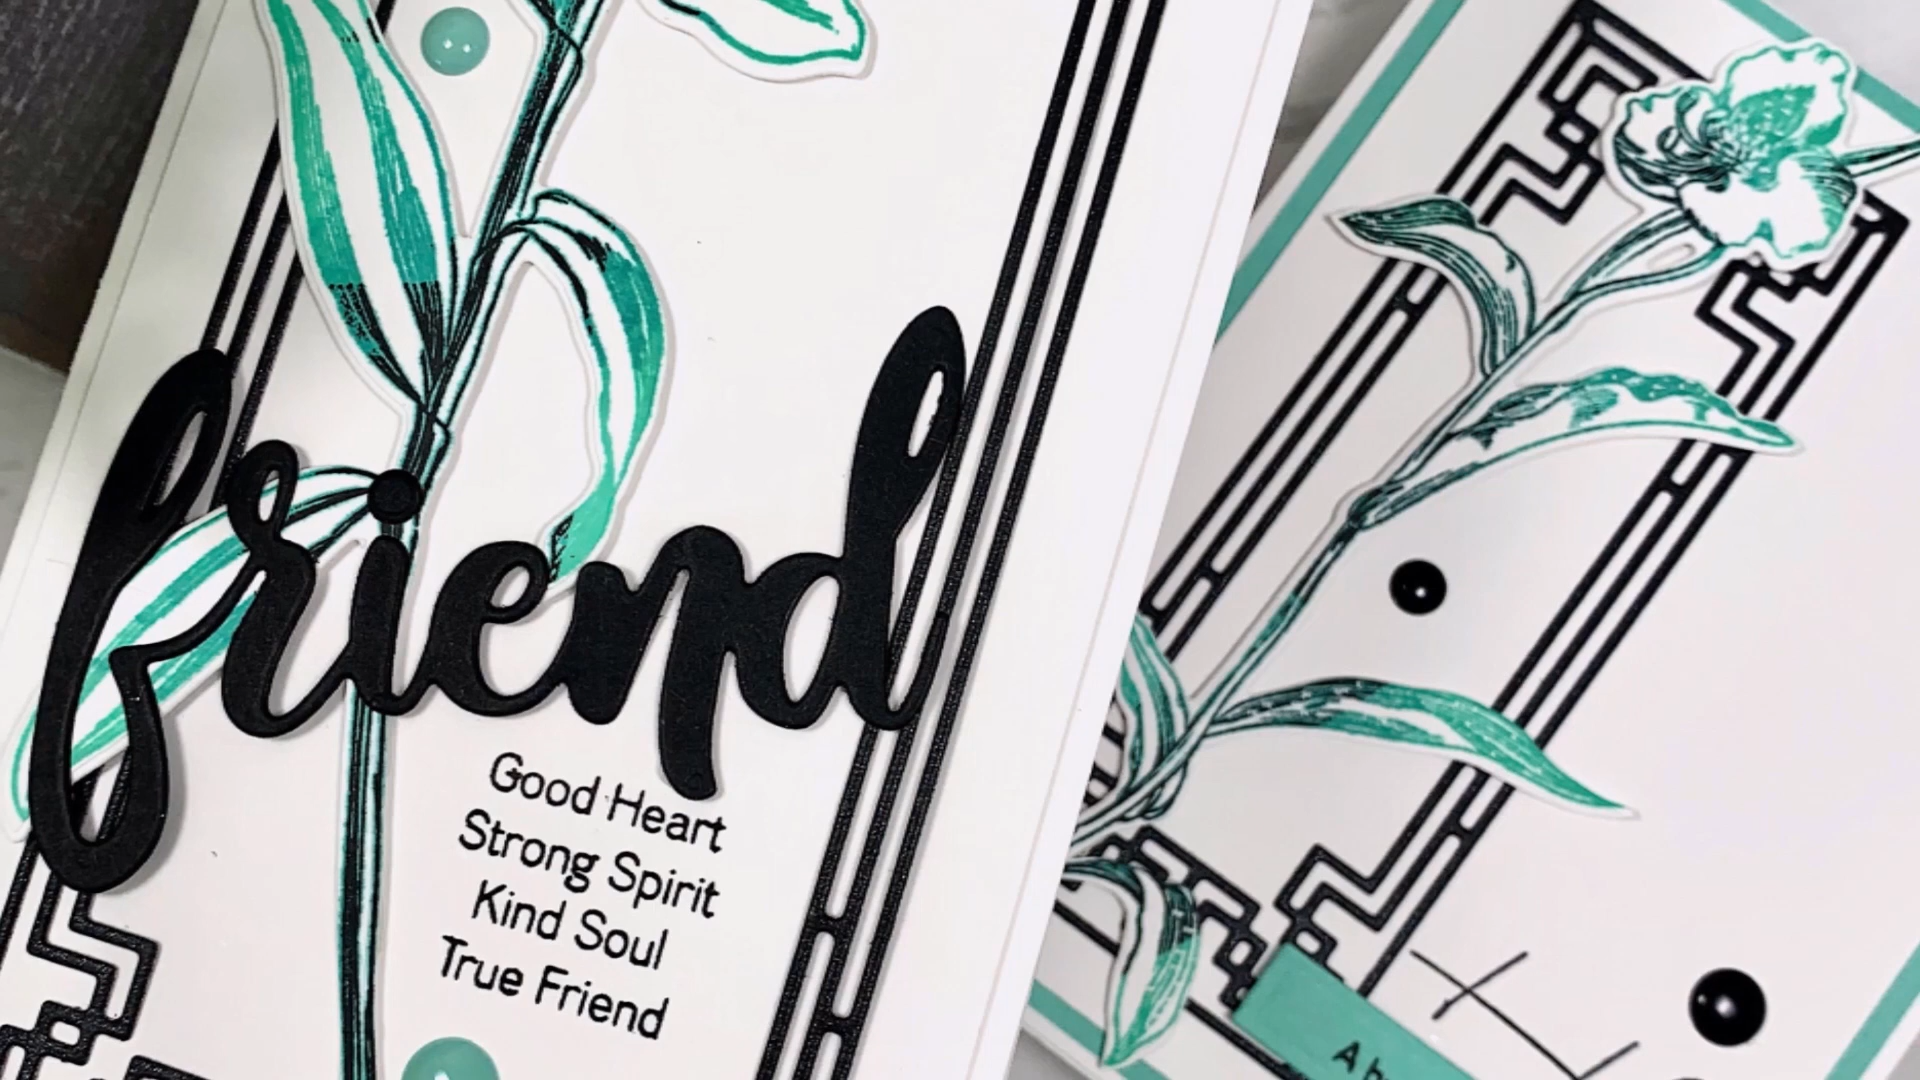 friend
Good Heart
Strong Spirit
Kind Soul
True Friend
A